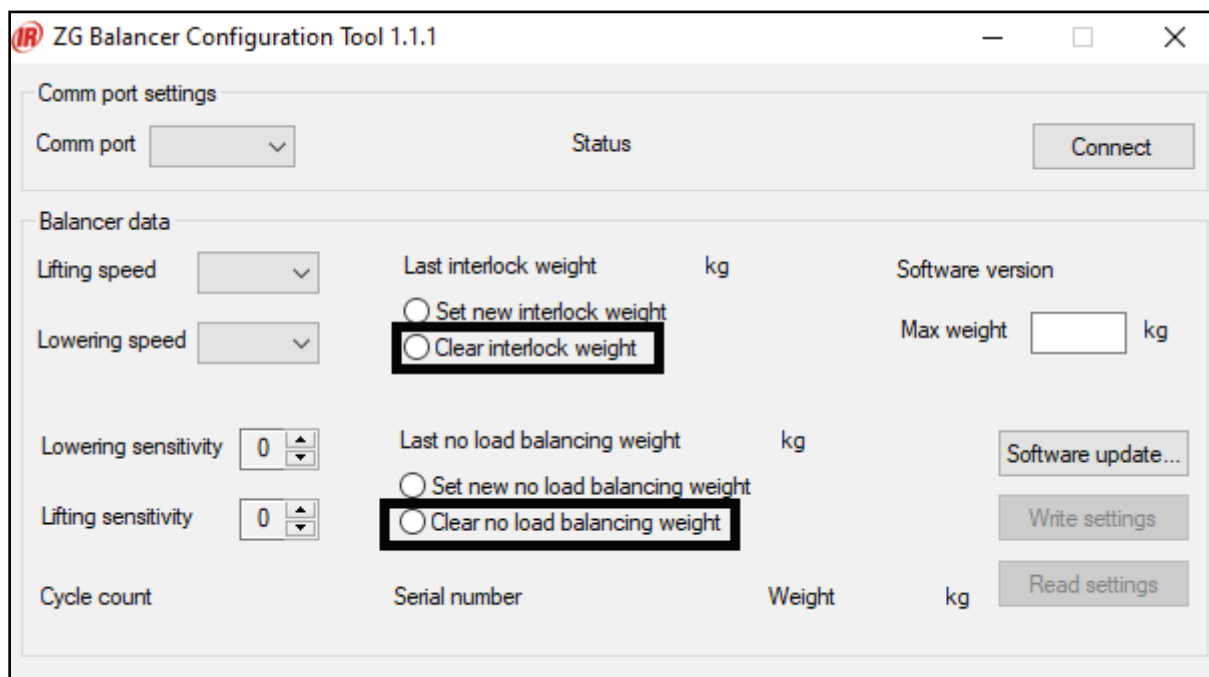 IR ZG Balancer Configuration Tool 1.1.1
Comm port settings
Comm port Status Connect
Balancer data
Lifting speed Last interlock weight kg Software version
Set new interlock weight
Lowering speed Clear interlock weight Max weight kg
Lowering sensitivity 0 Last no load balancing weight kg Software update...
Set new no load balancing weight
Lifting sensitivity 0 Clear no load balancing weight Write settings
Cycle count Serial number Weight kg Read settings